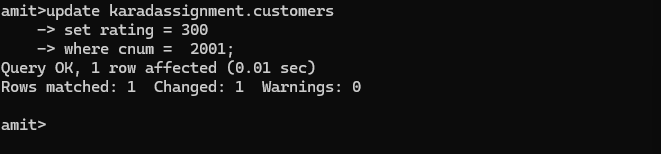 amit>update karadassignment.customers
    -> set rating = 300
    -> where cnum =  2001;
Query OK, 1 row affected (0.01 sec)
Rows matched: 1  Changed: 1  Warnings: 0

amit>